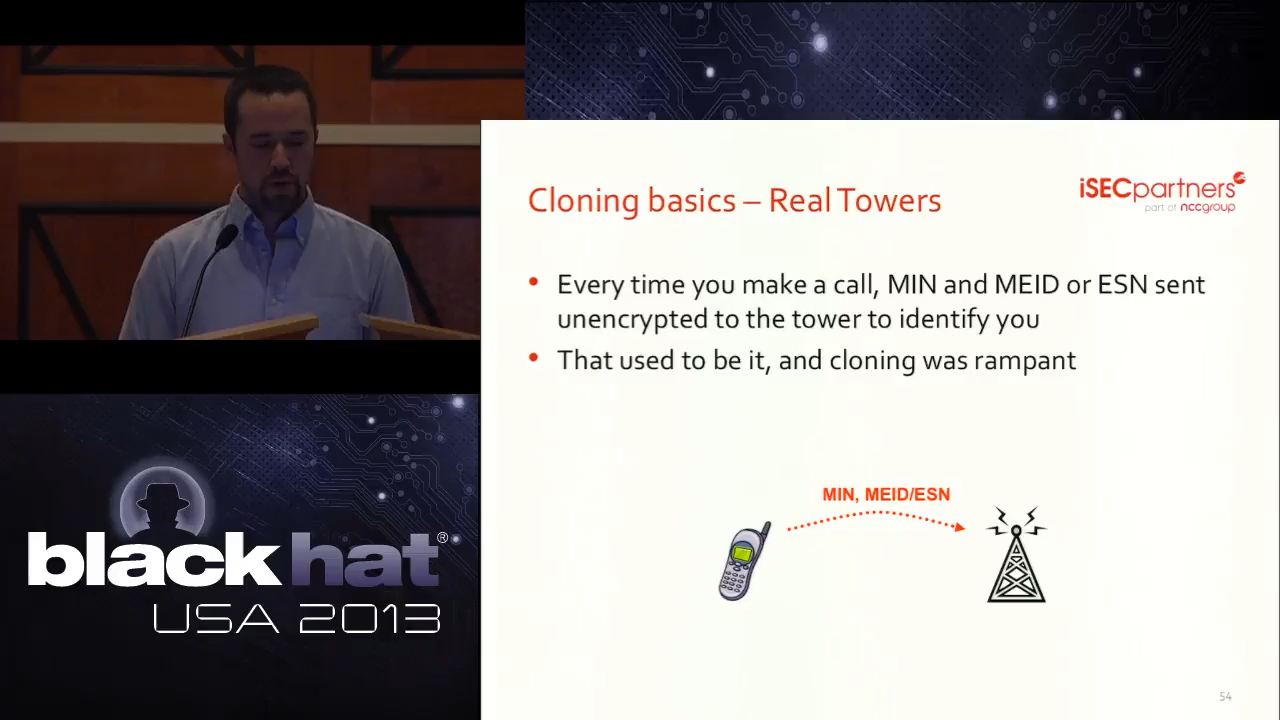 Cloning basics – Real Towers
iSECpartners
part of nccgroup
• Every time you make a call, MIN and MEID or ESN sent
unencrypted to the tower to identify you
• That used to be it, and cloning was rampant
MIN, MEID/ESN
54
blackhat®
USA 2013